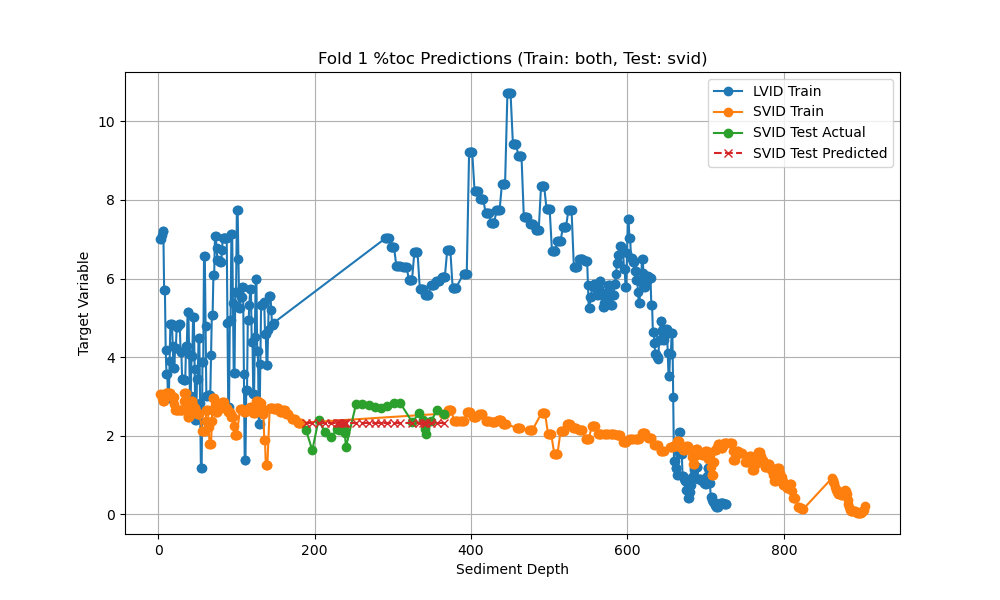 Fold 1 %toc Predictions (Train: both, Test: svid)
LVID Train
SVID Train
SVID Test Actual
SVID Test Predicted
Target Variable
10
8
6
4
2
0
0 200 400 600 800
Sediment Depth